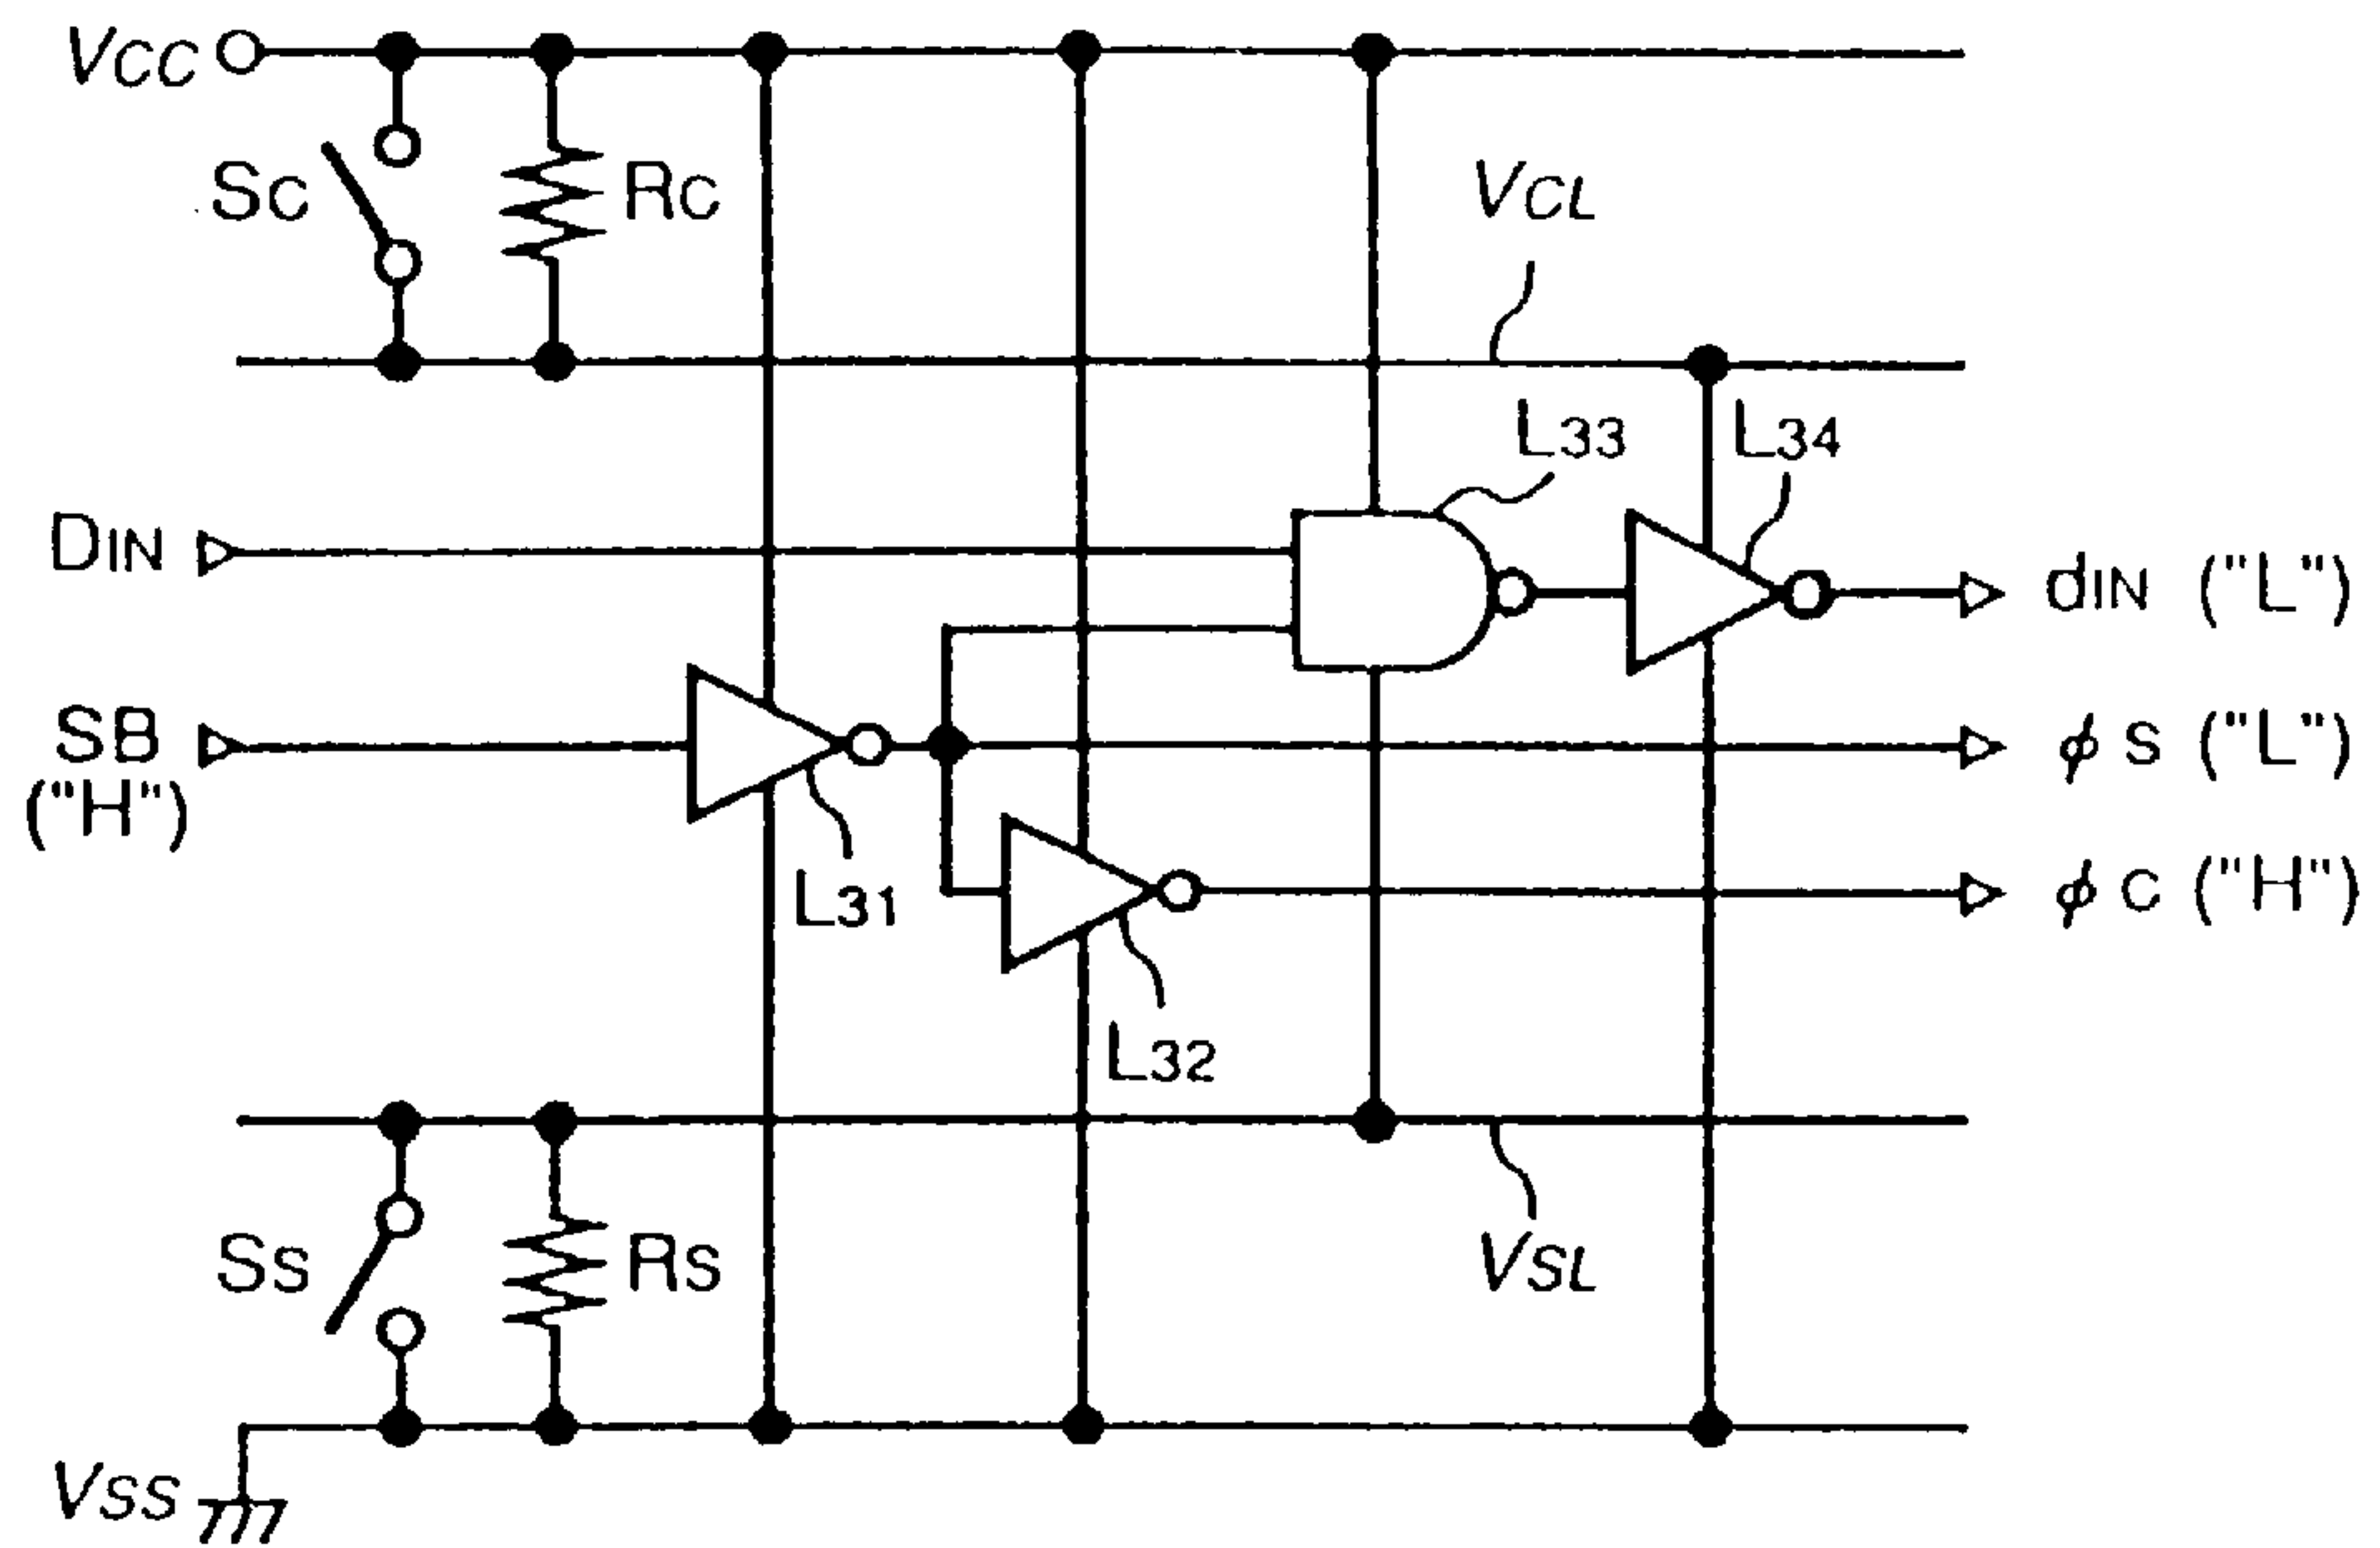 VCC
SC
RC
VCL
L33
L34
DIN
dIN ("L")
SB
("H")
φ S ("L")
L31
φ C ("H")
L32
SS
RS
VSL
VSS